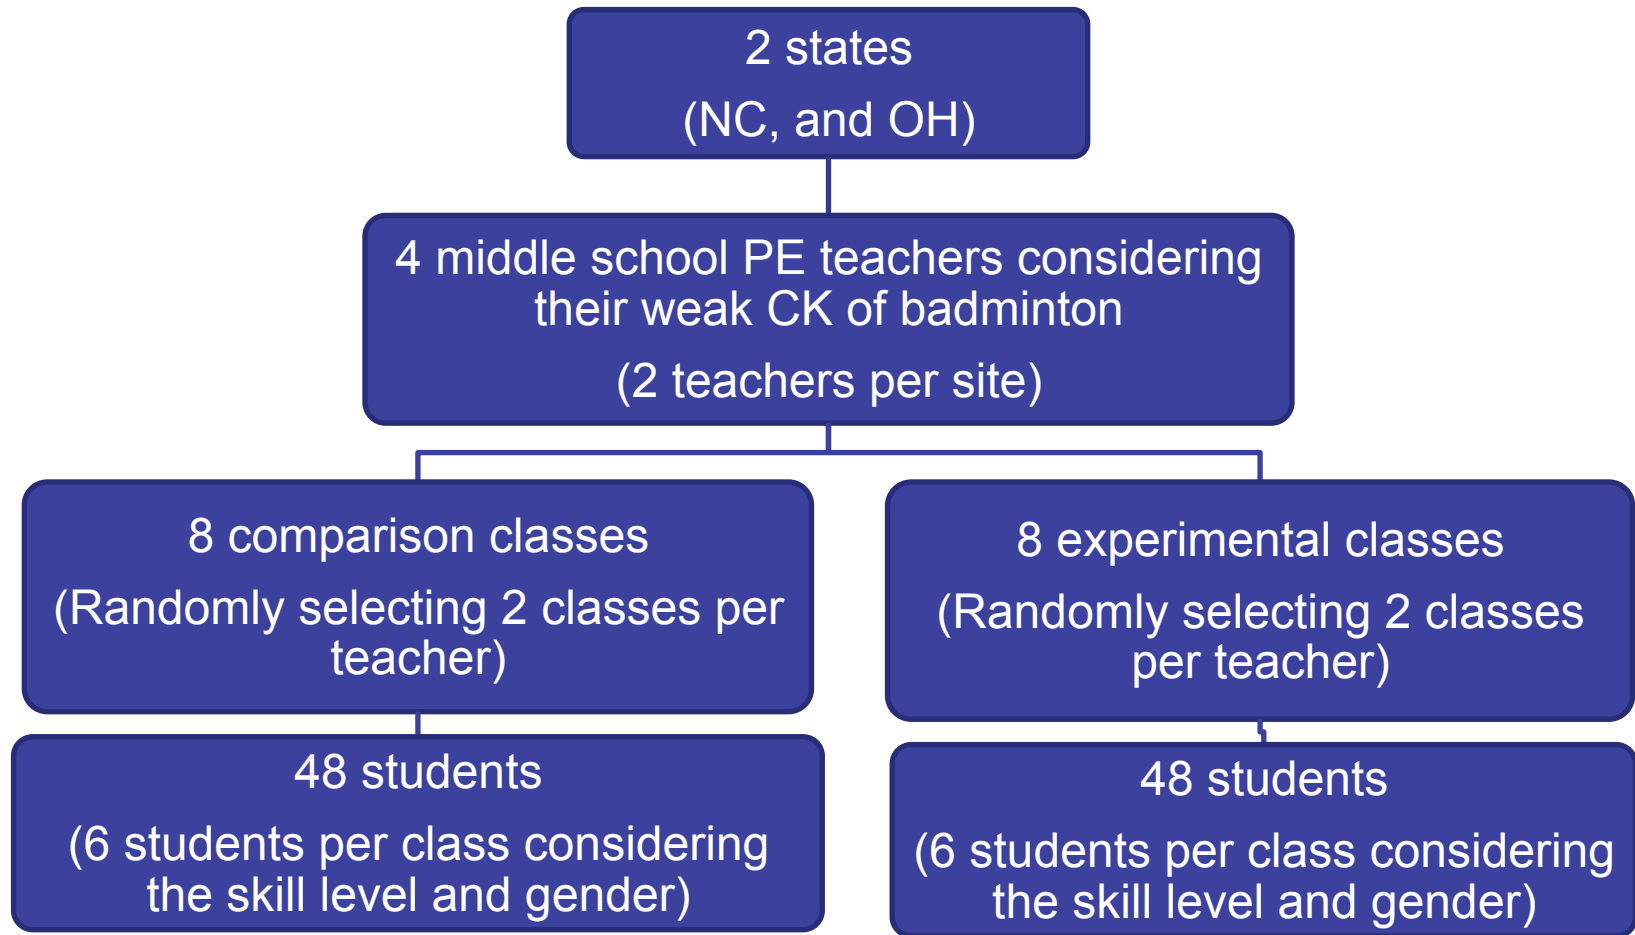 2 states
(NC, and OH)
4 middle school PE teachers considering
their weak CK of badminton
(2 teachers per site)
8 comparison classes
(Randomly selecting 2 classes per
teacher)
8 experimental classes
(Randomly selecting 2 classes
per teacher)
48 students
(6 students per class considering
the skill level and gender)
48 students
(6 students per class considering
the skill level and gender)